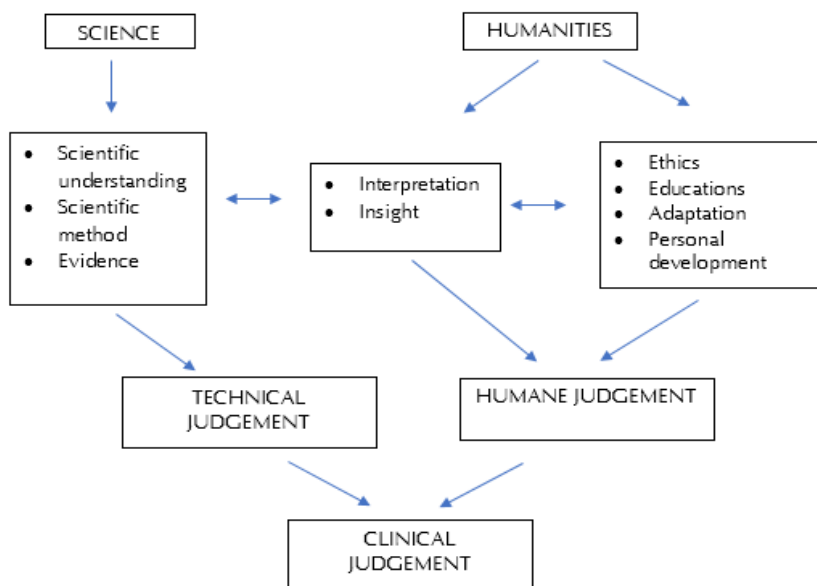 SCIENCE
HUMANITIES
• Scientific
understanding
• Scientific
method
• Evidence
• Interpretation
• Insight
• Ethics
• Educations
• Adaptation
• Personal
development
TECHNICAL
JUDGEMENT
HUMANE JUDGEMENT
CLINICAL
JUDGEMENT